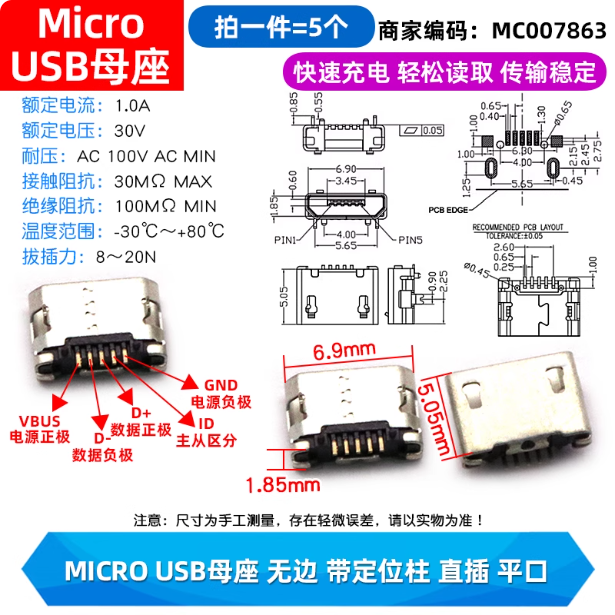 Micro
USB母座
拍一件=5个
商家编码：MC007863
快速充电 轻松读取 传输稳定
额定电流：1.0A
额定电压：30V
耐压：AC 100V AC MIN
接触阻抗：30MΩ MAX
绝缘阻抗：100MΩ MIN
温度范围：-30℃～+80℃
拔插力：8～20N
0.85
0.55
0.05
6.90
3.45
0.60
1.85
PIN1
4.00
PIN5
5.65
0.65
0.40
1.30
Ø0.65
1.00
1.00
6.30
4.00
2.15
2.45
2.75
1.25
5.65
0.45
PCB EDGE
RECOMMENDED PCB LAYOUT
TOLERANCE:±0.05
5.05
0.90
2.25
2.60
0.65
0.25
Ø0.45
1.00
VBUS
电源正极
D-
数据负极
D+
数据正极
ID
主从区分
GND
电源负极
6.9mm
1.85mm
5.05mm
注意：尺寸为手工测量，存在轻微误差，请以实物为准！
MICRO USB母座 无边 带定位柱 直插 平口